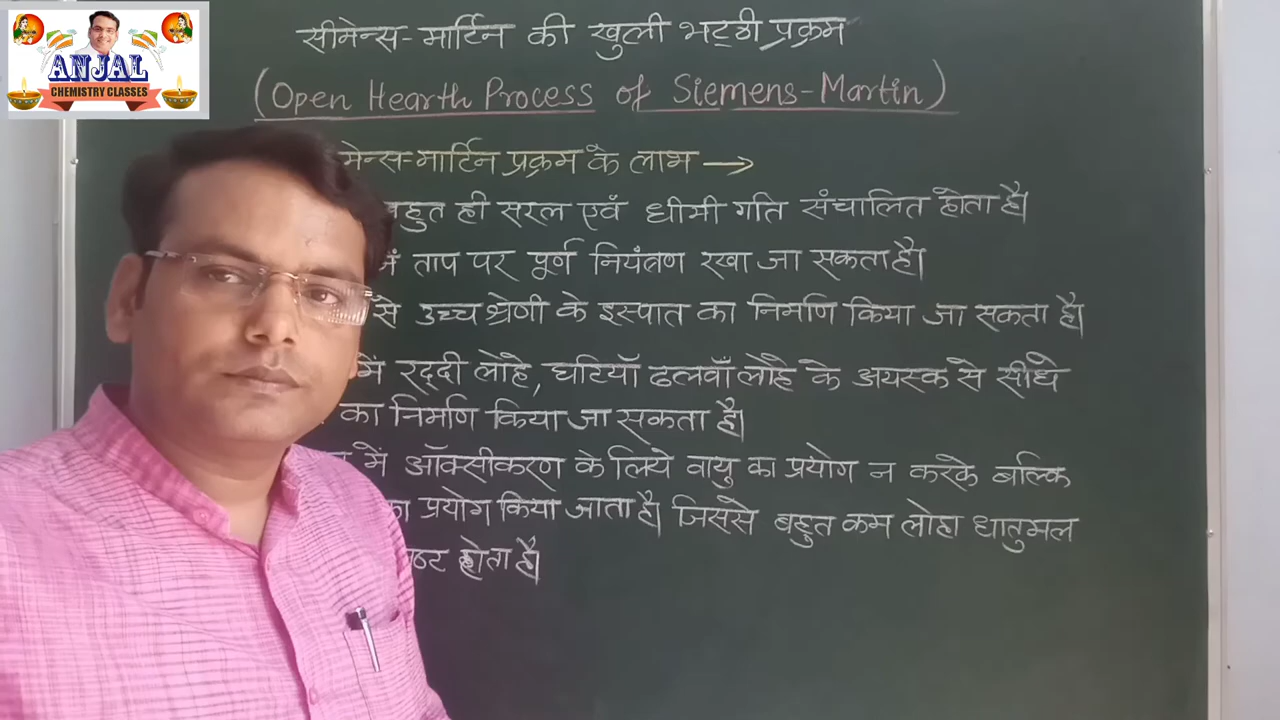 ANJAL
CHEMISTRY CLASSES
सीमेन्स-मार्टिन की खुली भट्ठी प्रक्रम
(Open Hearth Process of Siemens-Martin)
मेन्स-मार्टिन प्रक्रम के लाभ →
बहुत ही सरल एवं धीमी गति संचालित होता है।
में ताप पर पूर्ण नियंत्रण रखा जा सकता है।
से उच्च श्रेणी के इस्पात का निर्माण किया जा सकता है।
में रद्दी लोहे, घटियाँ ढलवाँ लोहे के अयस्क से सीधे
का निर्माण किया जा सकता है।
में ऑक्सीकरण के लिये वायु का प्रयोग न करके बल्कि
का प्रयोग किया जाता है। जिससे बहुत कम लोहा धातुमल
होता है।